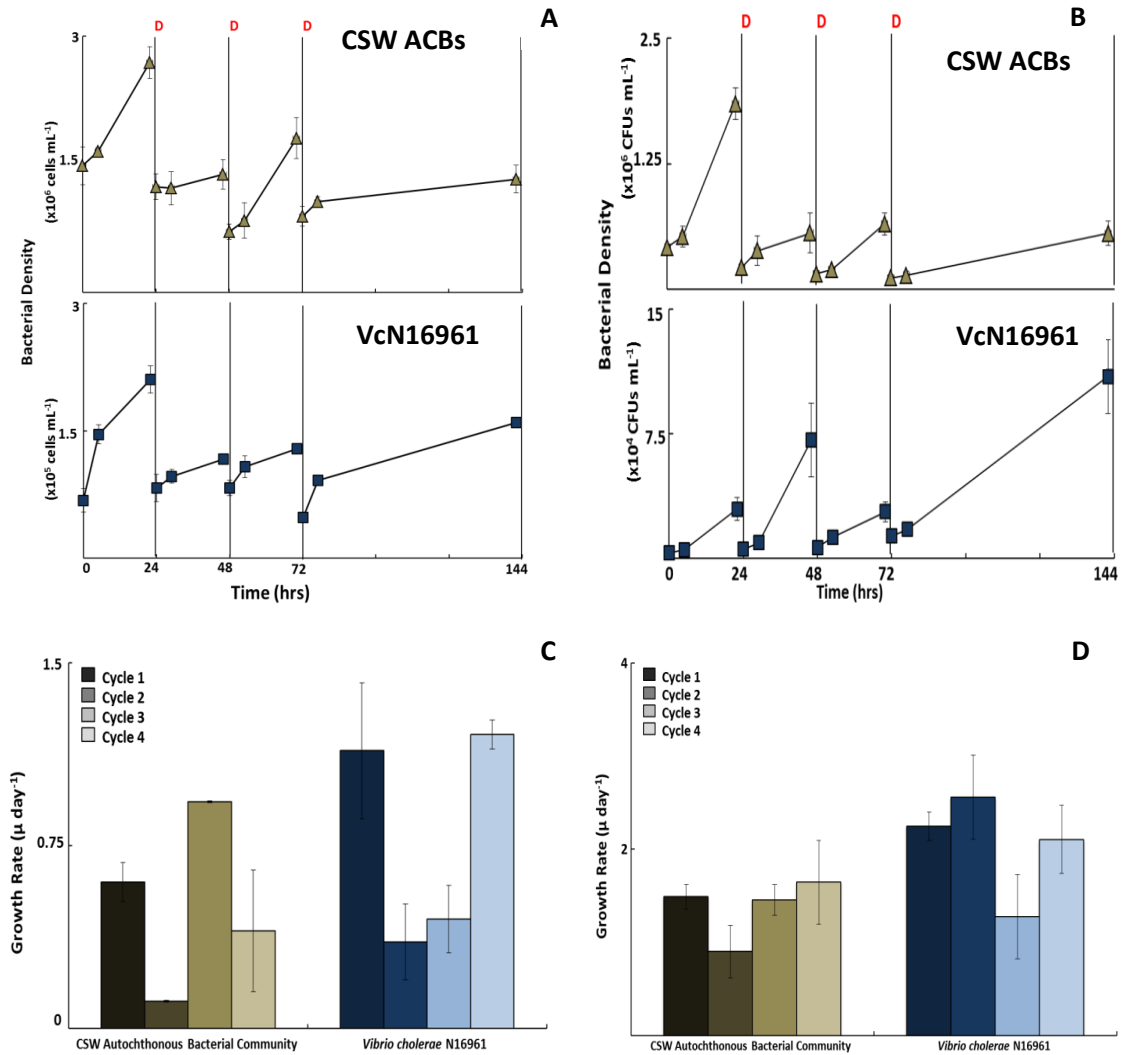 A
D D D
CSW ACBs
3
1.5
(x10⁶ cells mL⁻¹)
Bacterial Density
3
VcN16961
1.5
(x10⁵ cells mL⁻¹)
0 24 48 72 144
Time (hrs)
B
D D D
CSW ACBs
2.5
1.25
(x10⁶ CFUs mL⁻¹)
Bacterial Density
15
VcN16961
7.5
(x10⁴ CFUs mL⁻¹)
0 24 48 72 144
Time (hrs)
C
1.5
Cycle 1
Cycle 2
Cycle 3
Cycle 4
0.75
Growth Rate (µ day⁻¹)
0
CSW Autochthonous Bacterial Community
Vibrio cholerae N16961
D
4
Cycle 1
Cycle 2
Cycle 3
Cycle 4
2
Growth Rate (µ day⁻¹)
CSW Autochthonous Bacterial Community
Vibrio cholerae N16961